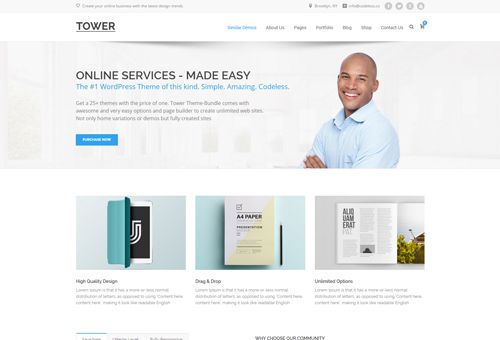 Create your online business with the latest design trends.
Brooklyn, NY info@codeless.co
TOWER
Similar Demos About Us Pages Portfolio Blog Shop Contact Us
ONLINE SERVICES - MADE EASY
The #1 WordPress Theme of this kind. Simple. Amazing. Codeless.
Get a 25+ themes with the price of one. Tower Theme-Bundle comes with
awesome and very easy options and page builder to create unlimited web sites.
Not only home variations or demos but fully created sites
PURCHASE NOW
A4 PAPER
PRESENTATION
ALIQ
UAM
ERAT
FAZ
High Quality Design
Drag & Drop
Unlimited Options
Lorem Ipsum is that it has a more-or-less normal
distribution of letters, as opposed to using 'Content here,
content here', making it look like readable English
Lorem Ipsum is that it has a more-or-less normal
distribution of letters, as opposed to using 'Content here,
content here', making it look like readable English
Lorem Ipsum is that it has a more-or-less normal
distribution of letters, as opposed to using 'Content here,
content here', making it look like readable English
WHY CHOOSE OUR COMMUNITY